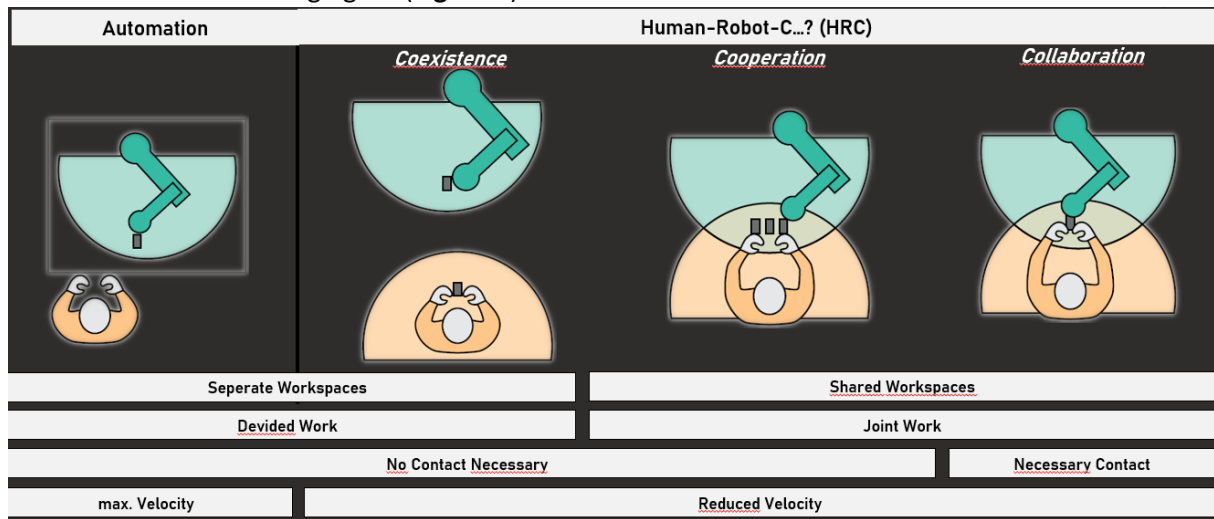 Automation
Human-Robot-C...? (HRC)
Coexistence
Cooperation
Collaboration
Seperate Workspaces
Shared Workspaces
Devided Work
Joint Work
No Contact Necessary
Necessary Contact
max. Velocity
Reduced Velocity